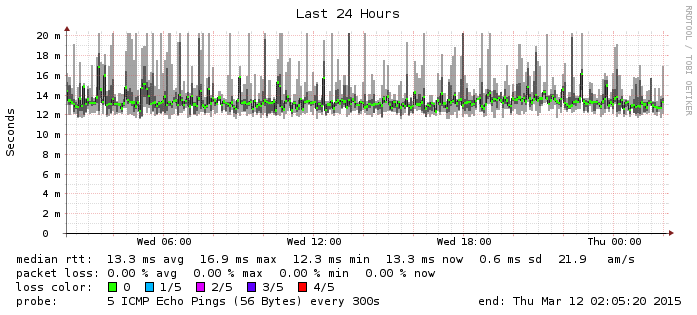 Last 24 Hours
RRDTOOL / TOBI OETIKER
Seconds
20 m
18 m
16 m
14 m
12 m
10 m
8 m
6 m
4 m
2 m
0
Wed 06:00 Wed 12:00 Wed 18:00 Thu 00:00
median rtt: 13.3 ms avg 16.9 ms max 12.3 ms min 13.3 ms now 0.6 ms sd 21.9 am/s
packet loss: 0.00 % avg 0.00 % max 0.00 % min 0.00 % now
loss color: 0 1/5 2/5 3/5 4/5
probe: 5 ICMP Echo Pings (56 Bytes) every 300s end: Thu Mar 12 02:05:20 2015